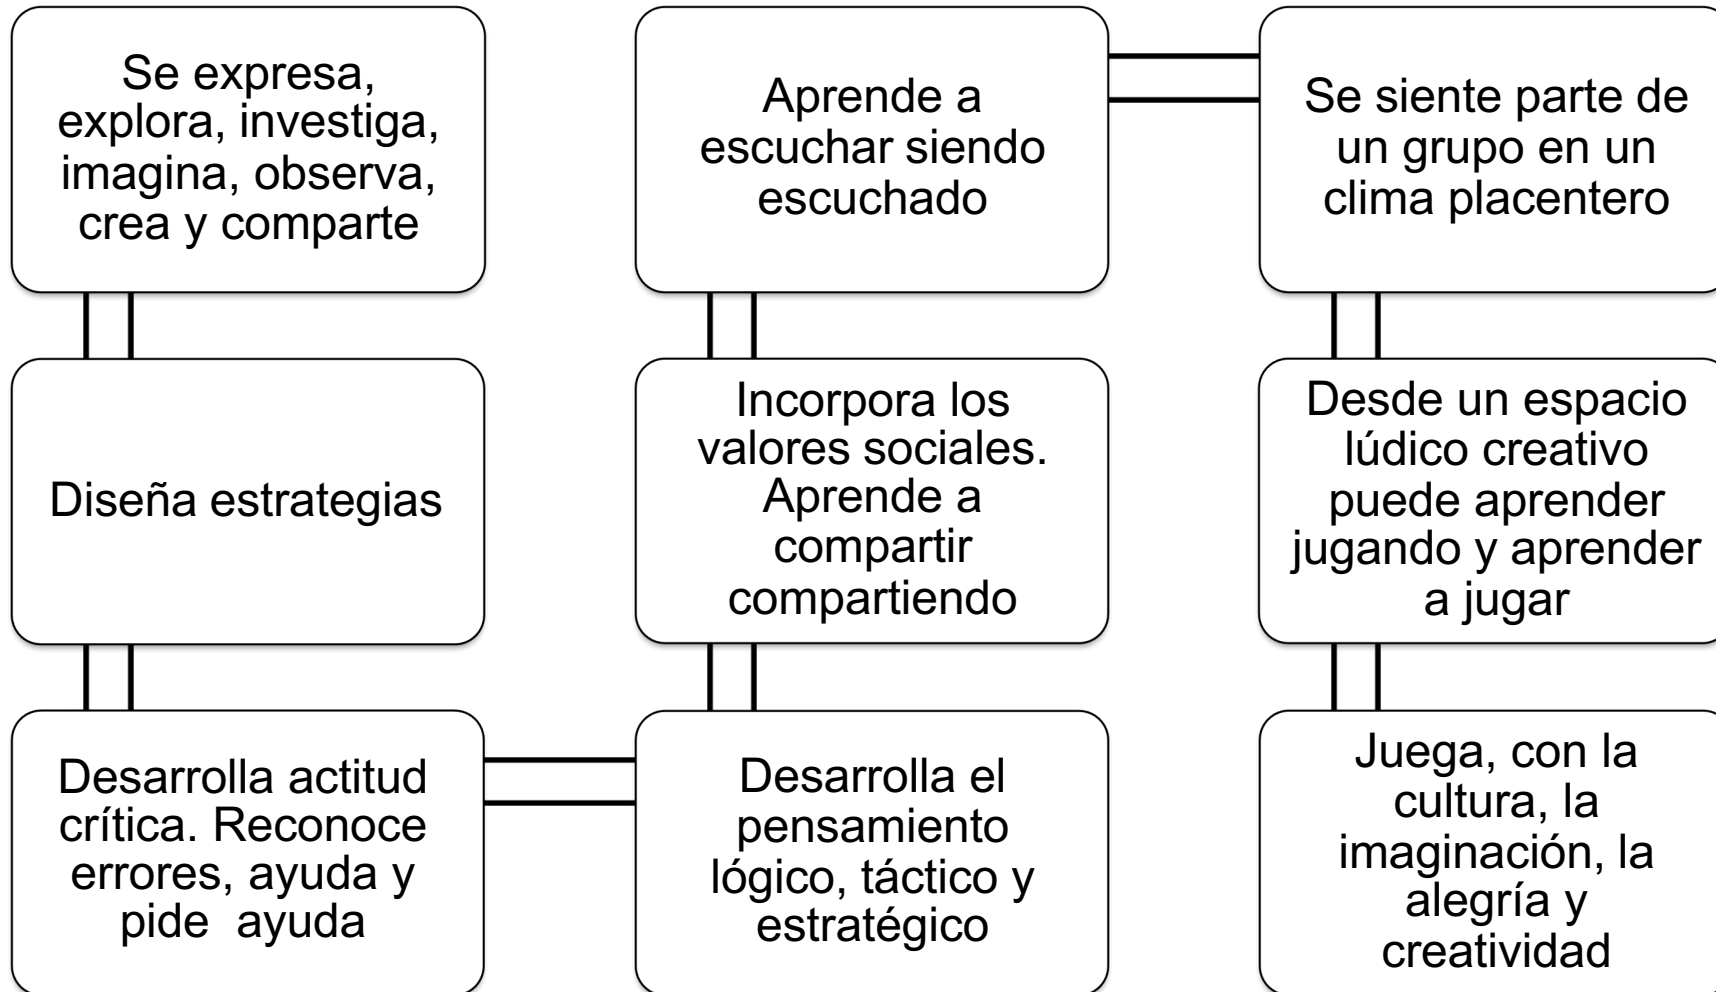 Se expresa,
explora, investiga,
imagina, observa,
crea y comparte
Diseña estrategias
Desarrolla actitud
crítica. Reconoce
errores, ayuda y
pide  ayuda
Desarrolla el
pensamiento
lógico, táctico y
estratégico
Incorpora los
valores sociales.
Aprende a
compartir
compartiendo
Aprende a
escuchar siendo
escuchado
Se siente parte de
un grupo en un
clima placentero
Desde un espacio
lúdico creativo
puede aprender
jugando y aprender
a jugar
Juega, con la
cultura, la
imaginación, la
alegría y
creatividad